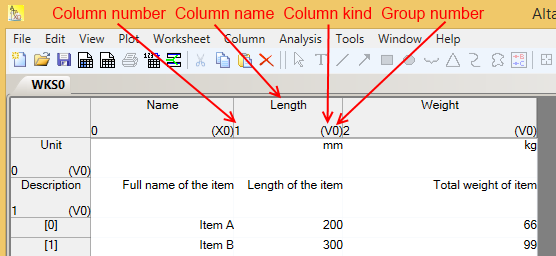 Column number Column name Column kind Group number
Alta
File Edit View Plot Worksheet Column Analysis Tools Window Help
WKS0
Name Length Weight
0 (X0) 1 (V0) 2 (V0)
Unit mm kg
0 (V0)
Description Full name of the item Length of the item Total weight of item
1 (V0)
[0] Item A 200 66
[1] Item B 300 99